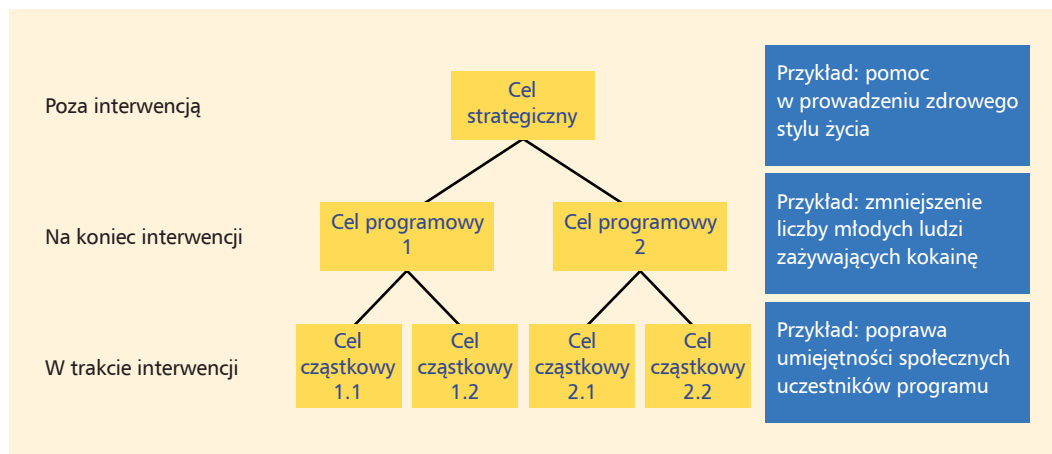 Poza interwencją
Cel
strategiczny
Przykład: pomoc
w prowadzeniu zdrowego
stylu życia
Na koniec interwencji
Cel programowy
1
Cel programowy
2
Przykład: zmniejszenie
liczby młodych ludzi
zażywających kokainę
W trakcie interwencji
Cel
cząstkowy
1.1
Cel
cząstkowy
1.2
Cel
cząstkowy
2.1
Cel
cząstkowy
2.2
Przykład: poprawa
umiejętności społecznych
uczestników programu